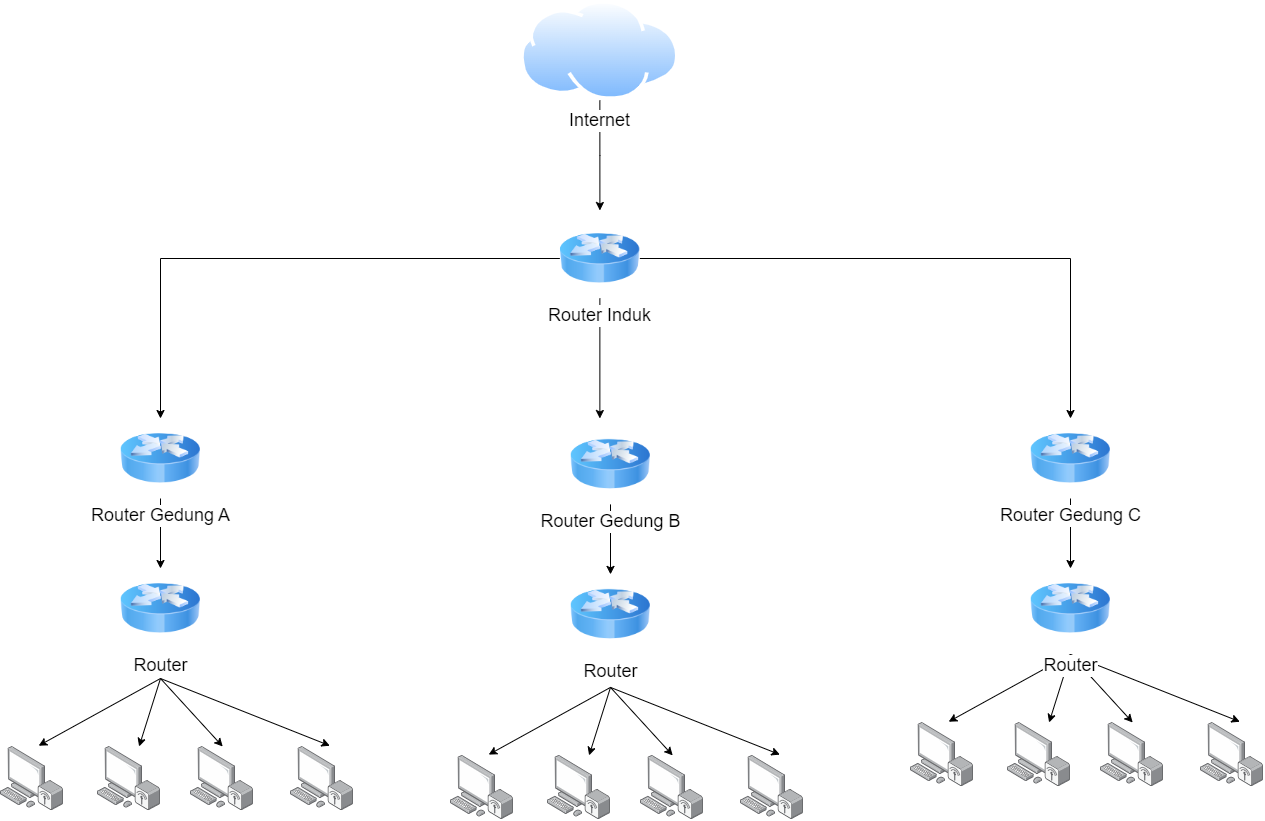 Internet
Router Induk
Router Gedung A
Router Gedung B
Router Gedung C
Router
Router
Router